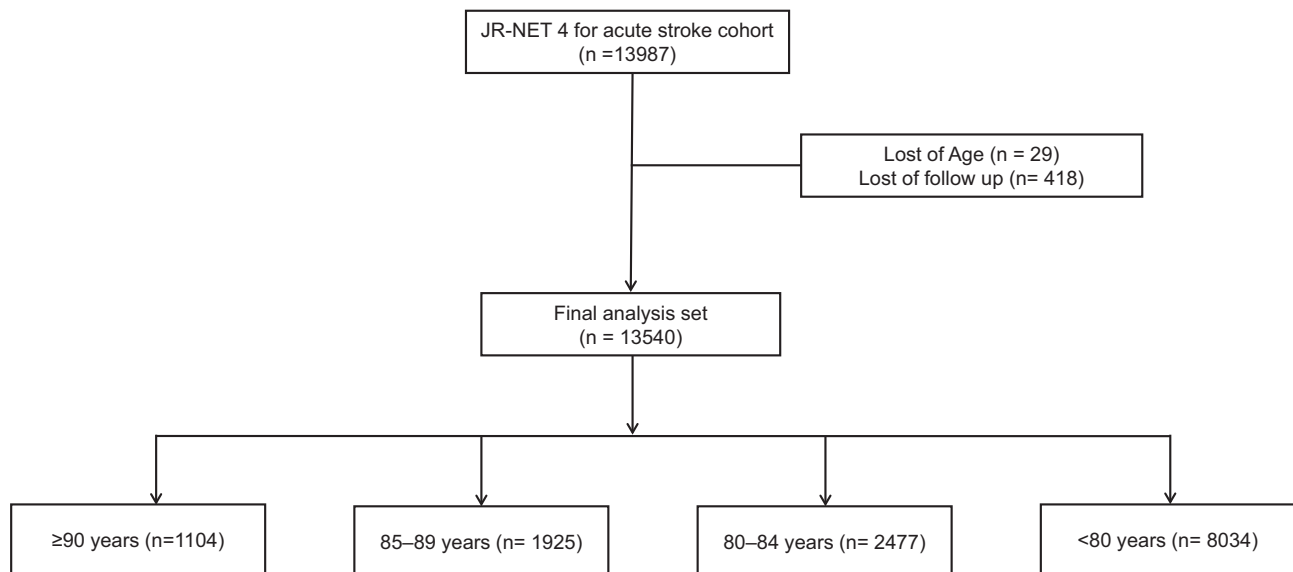 JR-NET 4 for acute stroke cohort
(n =13987)
Lost of Age (n = 29)
Lost of follow up (n= 418)
Final analysis set
(n = 13540)
≥90 years (n=1104)
85–89 years (n= 1925)
80–84 years (n= 2477)
<80 years (n= 8034)